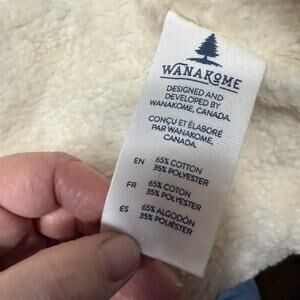 WANAKOME
DESIGNED AND
DEVELOPED BY
WANAKOME, CANADA.
CONÇU ET ÉLABORÉ
PAR WANAKOME,
CANADA.
EN 65% COTTON
35% POLYESTER
FR 65% COTON
35% POLYESTER
ES 65% ALGODÓN
35% POLIÉSTER